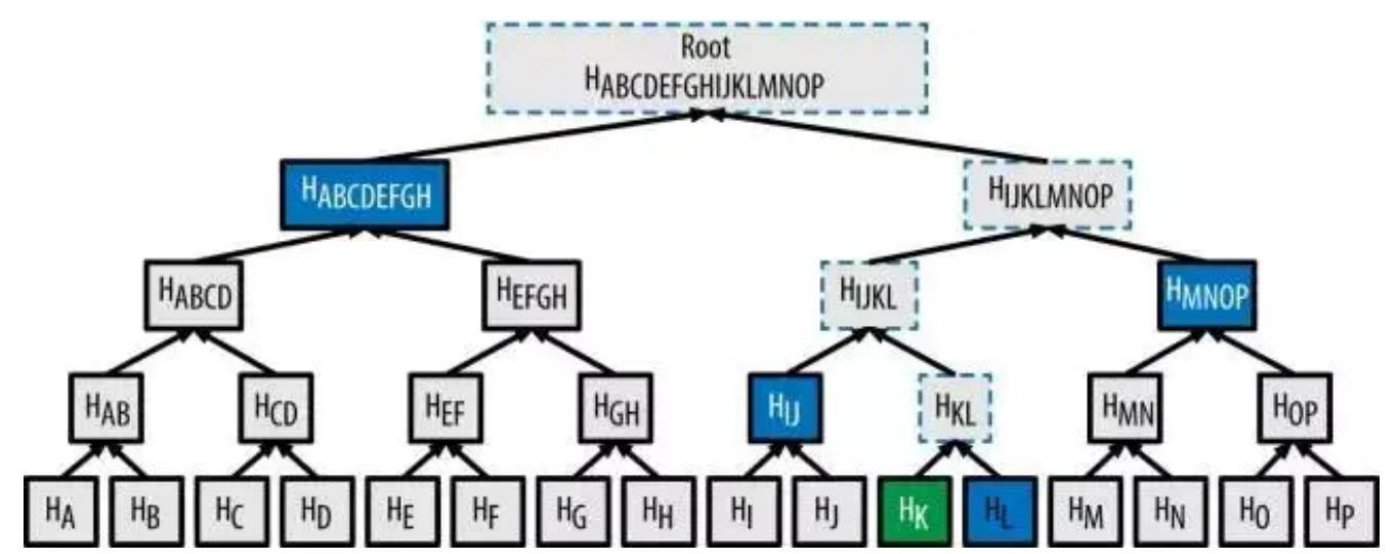 Root
HABCDEFGHIJKLMNOP
HABCDEFGH
HIJKLMNOP
HABCD
HEFGH
HIJKL
HMNOP
HAB
HCD
HEF
HGH
HIJ
HKL
HMN
HOP
HA
HB
HC
HD
HE
HF
HG
HH
HI
HJ
HK
HL
HM
HN
HO
HP